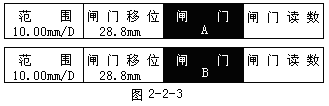 范 围 闸门移位 闸 门 闸门读数
10.00mm/D 28.8mm A
范 围 闸门移位 闸 门 闸门读数
10.00mm/D 28.8mm B
图 2-2-3